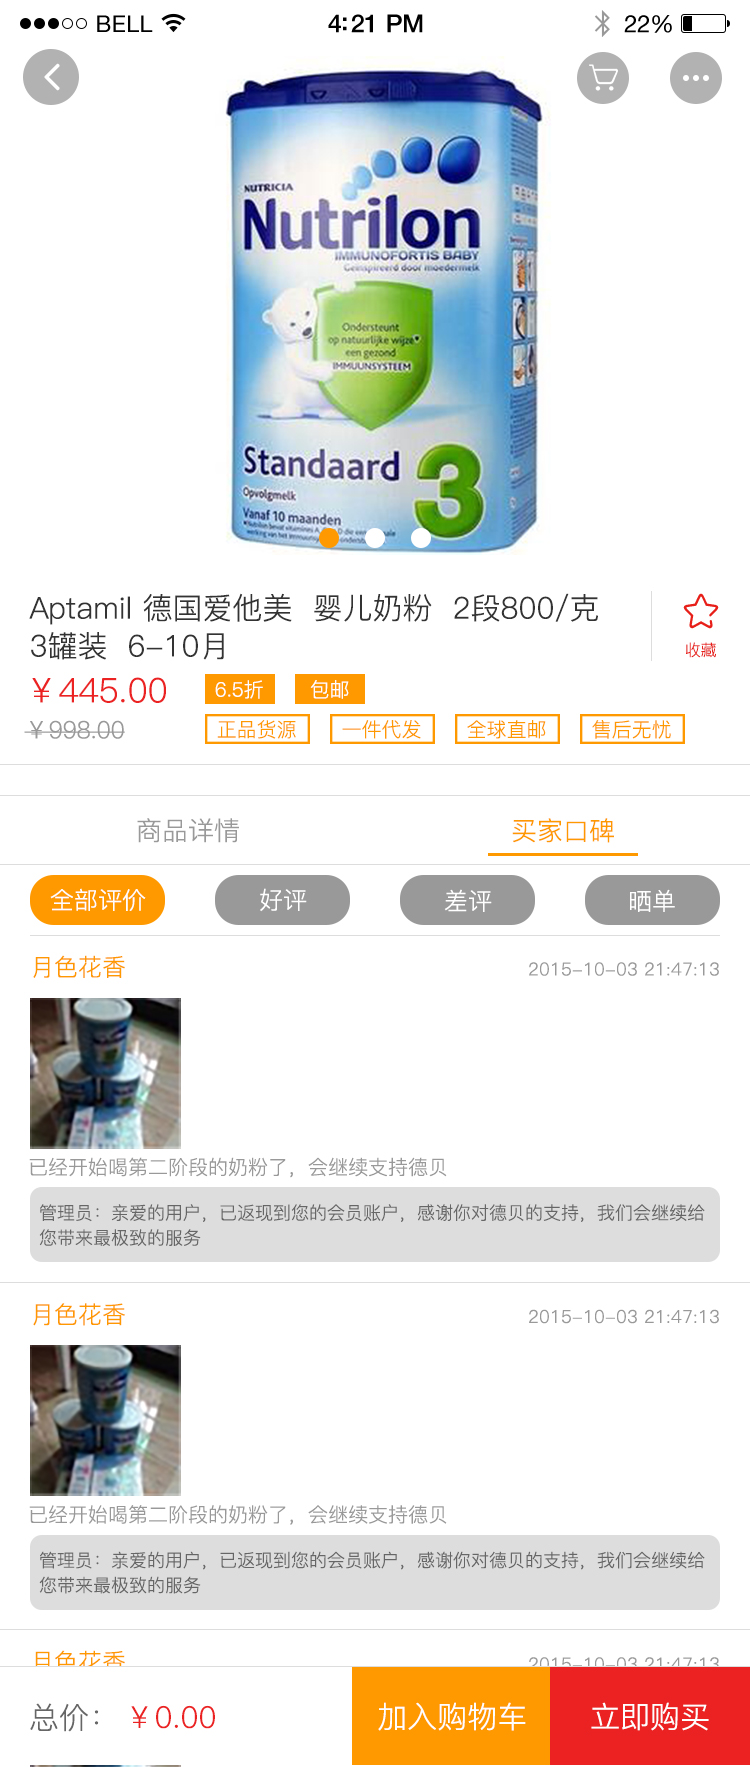 BELL
4:21 PM
22%
NUTRICIA
Nutrilon
IMMUNOFORTIS BABY
Geïnspireerd door moedermelk
Ondersteunt
op natuurlijke wijze*
een gezond
IMMUUNSYSTEEM
Standaard 3
Opvolgmelk
Vanaf 10 maanden
Aptamil 德国爱他美 婴儿奶粉 2段800/克
3罐装 6-10月
收藏
¥445.00
6.5折
包邮
¥998.00
正品货源
一件代发
全球直邮
售后无忧
商品详情
买家口碑
全部评价
好评
差评
晒单
月色花香
2015-10-03 21:47:13
已经开始喝第二阶段的奶粉了，会继续支持德贝
管理员：亲爱的用户，已返现到您的会员账户，感谢你对德贝的支持，我们会继续给
您带来最极致的服务
月色花香
2015-10-03 21:47:13
已经开始喝第二阶段的奶粉了，会继续支持德贝
管理员：亲爱的用户，已返现到您的会员账户，感谢你对德贝的支持，我们会继续给
您带来最极致的服务
月色花香
2015-10-03 21:47:13
总价：
¥0.00
加入购物车
立即购买